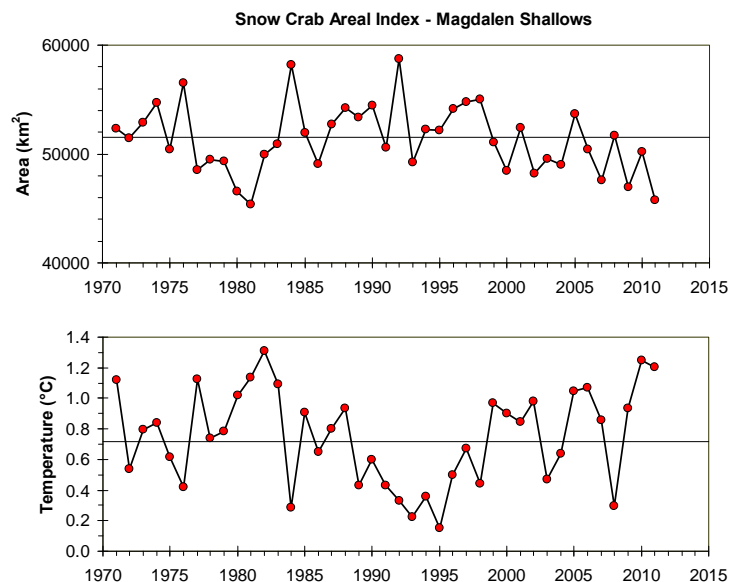 Snow Crab Areal Index - Magdalen Shallows
60000
50000
40000
Area (km²)
1970 1975 1980 1985 1990 1995 2000 2005 2010 2015
1.4
1.2
1.0
0.8
0.6
0.4
0.2
0.0
Temperature (°C)
1970 1975 1980 1985 1990 1995 2000 2005 2010 2015